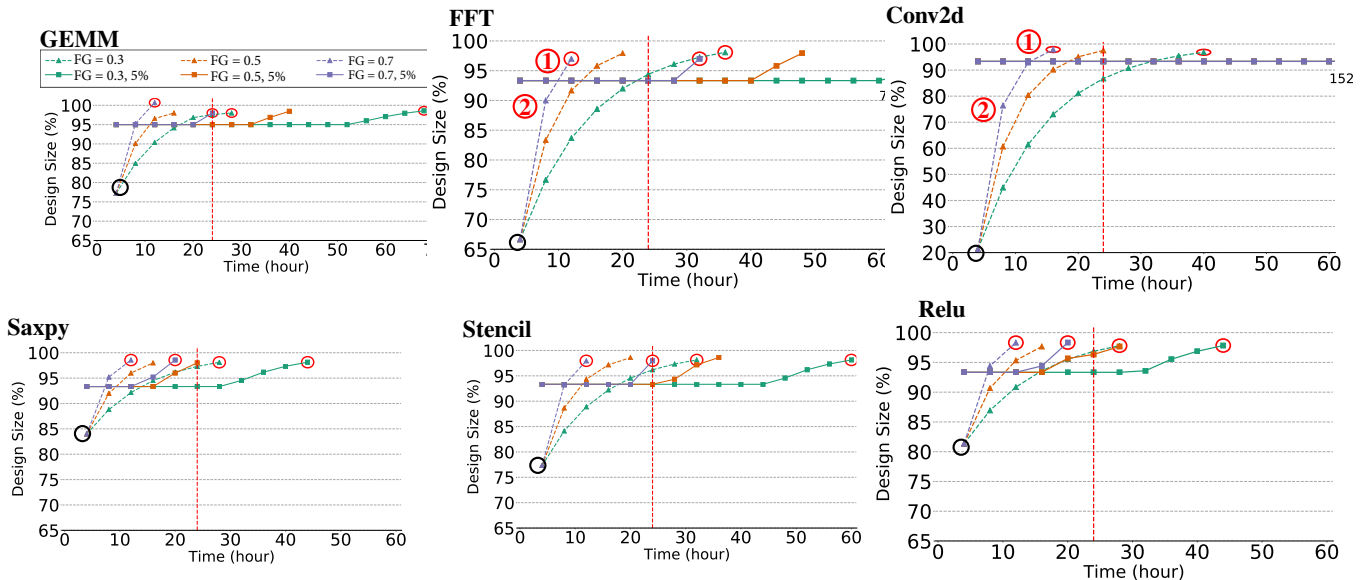 GEMM
FG = 0.3 FG = 0.5 FG = 0.7
FG = 0.3, 5% FG = 0.5, 5% FG = 0.7, 5%
Design Size (%)
100
95
90
85
80
75
70
65
0 10 20 30 40 50 60 7
Time (hour)
FFT
1
2
Design Size (%)
100
95
90
85
80
75
70
65
7
0 10 20 30 40 50 60
Time (hour)
Conv2d
1
2
Design Size (%)
100
90
80
70
60
50
40
30
20
152
0 10 20 30 40 50 60
Time (hour)
Saxpy
Design Size (%)
100
95
90
85
80
75
70
65
0 10 20 30 40 50 60
Time (hour)
Stencil
Design Size (%)
100
95
90
85
80
75
70
65
0 10 20 30 40 50 60
Time (hour)
Relu
Design Size (%)
100
95
90
85
80
75
70
65
0 10 20 30 40 50 60
Time (hour)